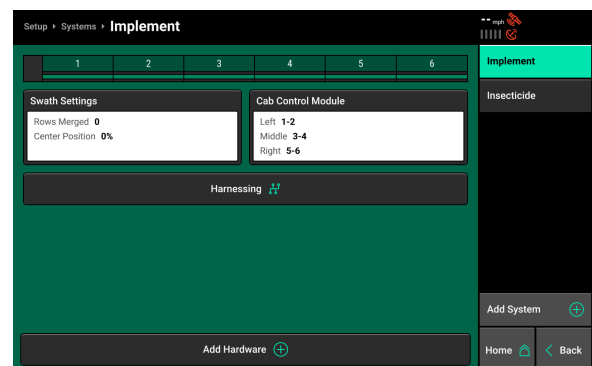 Setup ▸ Systems ▸ Implement
-- mph
1 2 3 4 5 6
Swath Settings
Rows Merged 0
Center Position 0%
Cab Control Module
Left 1-2
Middle 3-4
Right 5-6
Harnessing
Add Hardware
Implement
Insecticide
Add System
Home
Back